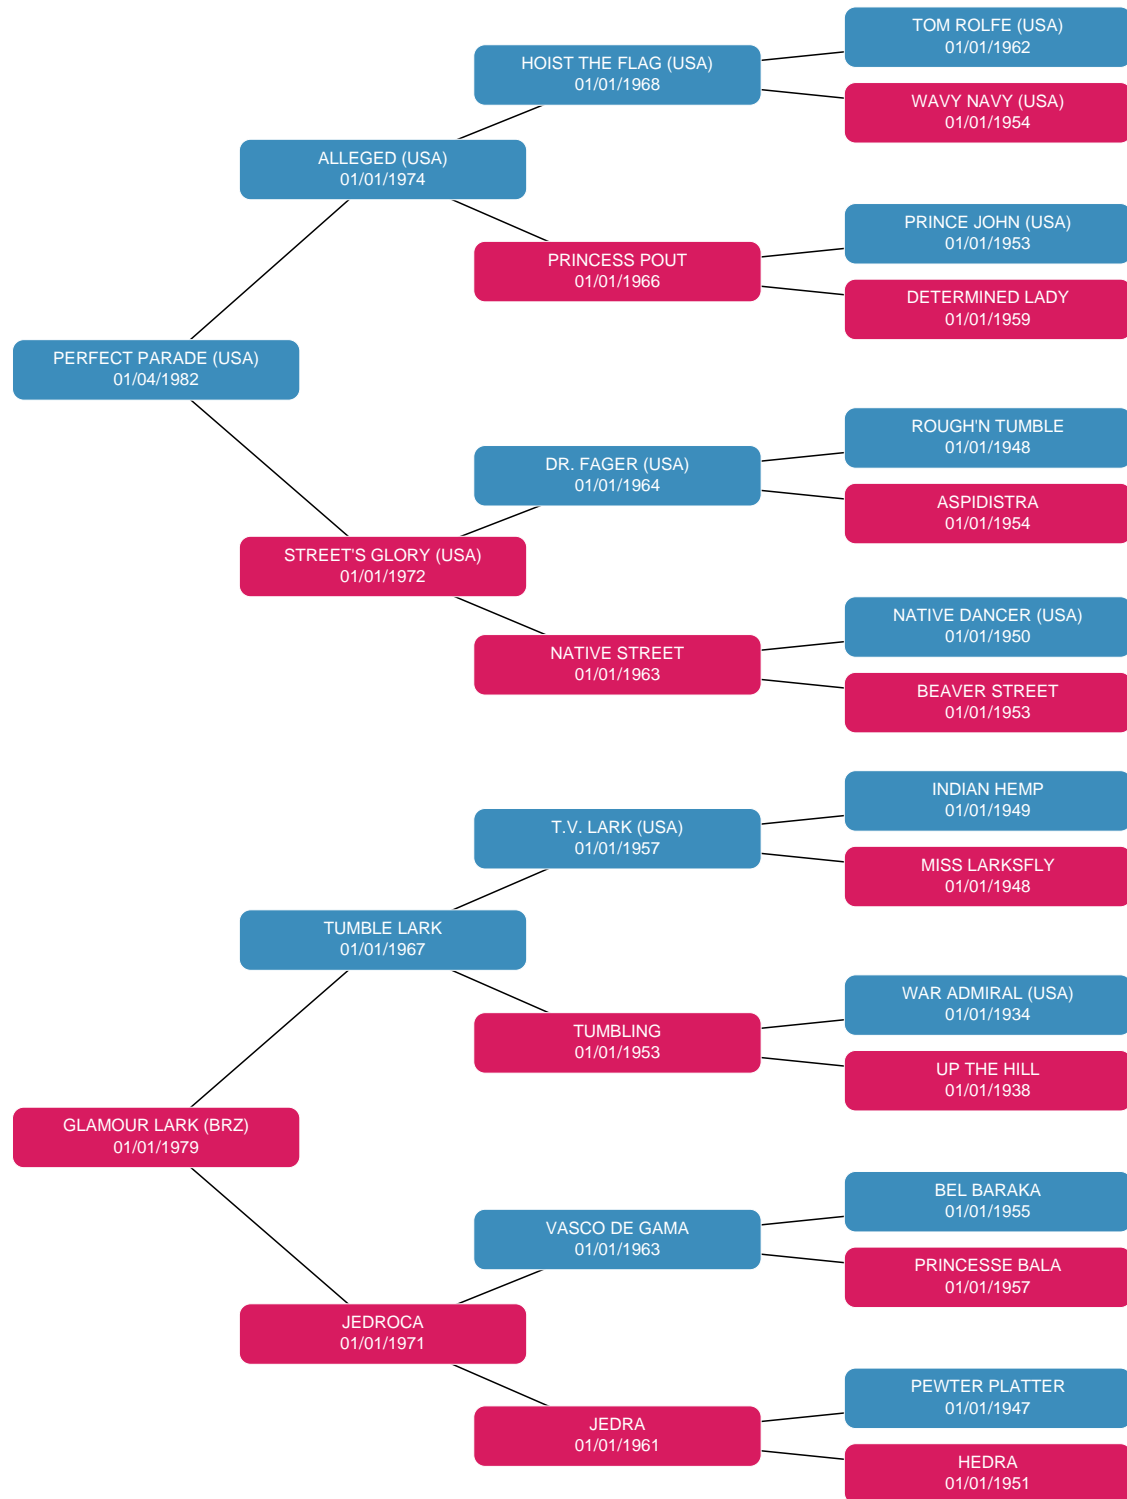 TOM ROLFE (USA)
01/01/1962
HOIST THE FLAG (USA)
01/01/1968
WAVY NAVY (USA)
01/01/1954
ALLEGED (USA)
01/01/1974
PRINCE JOHN (USA)
01/01/1953
PRINCESS POUT
01/01/1966
DETERMINED LADY
01/01/1959
PERFECT PARADE (USA)
01/04/1982
ROUGH'N TUMBLE
01/01/1948
DR. FAGER (USA)
01/01/1964
ASPIDISTRA
01/01/1954
STREET'S GLORY (USA)
01/01/1972
NATIVE DANCER (USA)
01/01/1950
NATIVE STREET
01/01/1963
BEAVER STREET
01/01/1953
INDIAN HEMP
01/01/1949
T.V. LARK (USA)
01/01/1957
MISS LARKSFLY
01/01/1948
TUMBLE LARK
01/01/1967
WAR ADMIRAL (USA)
01/01/1934
TUMBLING
01/01/1953
UP THE HILL
01/01/1938
GLAMOUR LARK (BRZ)
01/01/1979
BEL BARAKA
01/01/1955
VASCO DE GAMA
01/01/1963
PRINCESSE BALA
01/01/1957
JEDROCA
01/01/1971
PEWTER PLATTER
01/01/1947
JEDRA
01/01/1961
HEDRA
01/01/1951